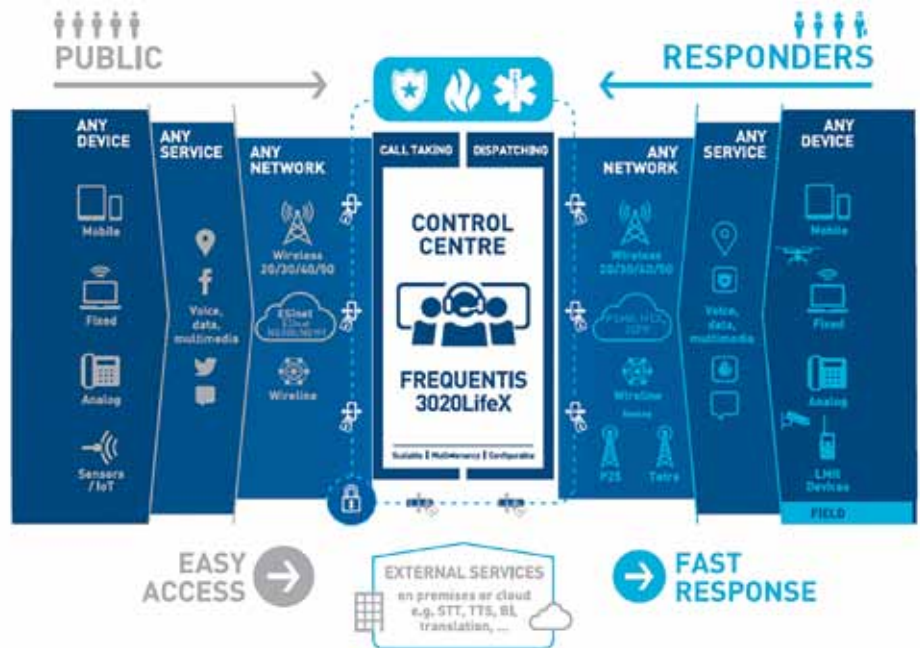 PUBLIC
RESPONDERS
ANY
DEVICE
Mobile
Fixed
Analog
Sensors
/IoT
ANY
SERVICE
Voice,
data,
multimedia
ANY
NETWORK
Wireless
2G/3G/4G/5G
ESInet
Wireline
CALL TAKING
DISPATCHING
CONTROL
CENTRE
FREQUENTIS
3020LifeX
Scalable | Multi-tenance | Configurable
ANY
NETWORK
Wireless
2G/3G/4G/5G
Wireline
P25
Tetra
ANY
SERVICE
Voice,
data,
multimedia
ANY
DEVICE
Mobile
Fixed
Analog
LMR
Devices
FIELD
EASY
ACCESS
EXTERNAL SERVICES
on premises or cloud
e.g. STT, TTS, BI,
translation, ...
FAST
RESPONSE